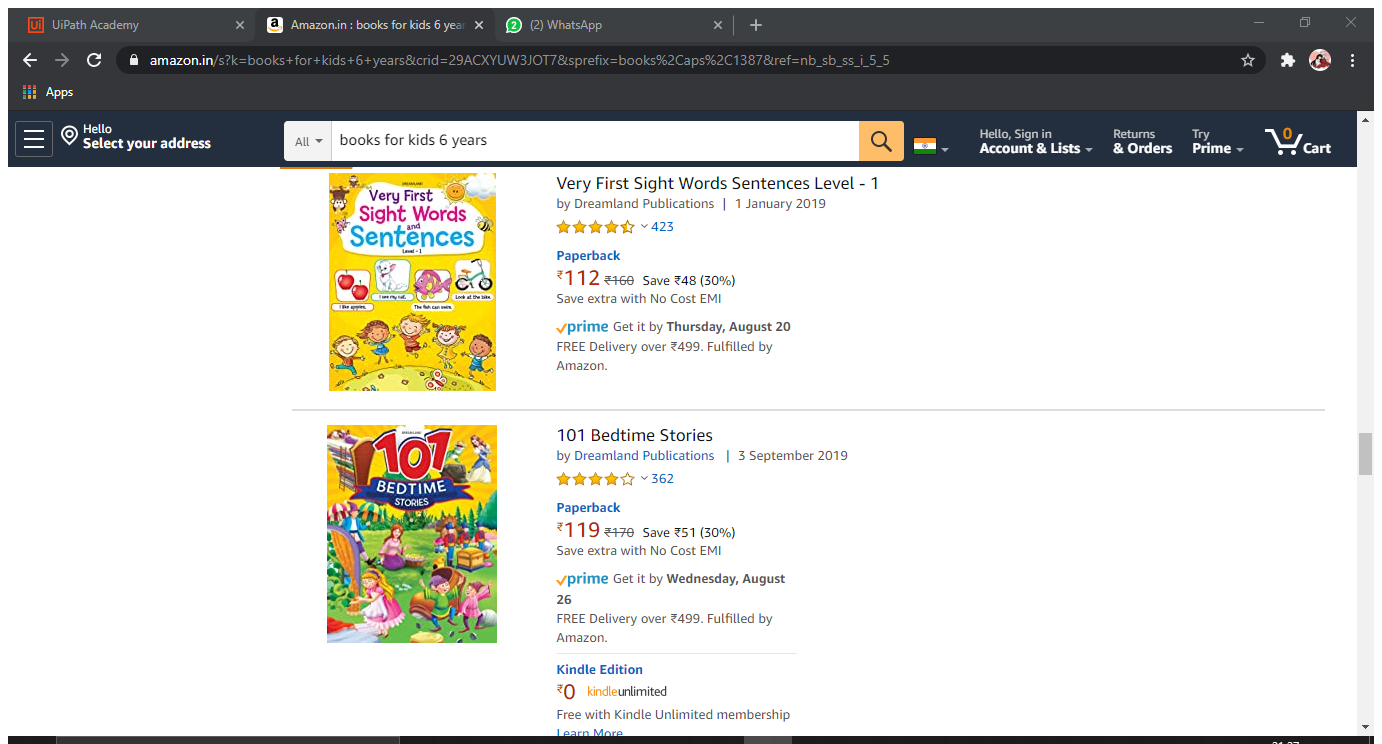 UiPath Academy
Amazon.in : books for kids 6 year
(2) WhatsApp
amazon.in/s?k=books+for+kids+6+years&crid=29ACXYUW3JOT7&sprefix=books%2Caps%2C1387&ref=nb_sb_ss_i_5_5
Apps
Hello
Select your address
All
books for kids 6 years
Hello, Sign in
Account & Lists
Returns
& Orders
Try
Prime
0
Cart
DREAMLAND
Very First
Sight Words
and
Sentences
Level - 1
I like apples.
I see my cat.
The fish can swim.
Look at the bike.
Very First Sight Words Sentences Level - 1
by Dreamland Publications | 1 January 2019
423
Paperback
₹112 ₹160 Save ₹48 (30%)
Save extra with No Cost EMI
prime Get it by Thursday, August 20
FREE Delivery over ₹499. Fulfilled by
Amazon.
DREAMLAND
101
BEDTIME
STORIES
101 Bedtime Stories
by Dreamland Publications | 3 September 2019
362
Paperback
₹119 ₹170 Save ₹51 (30%)
Save extra with No Cost EMI
prime Get it by Wednesday, August
26
FREE Delivery over ₹499. Fulfilled by
Amazon.
Kindle Edition
₹0 kindleunlimited
Free with Kindle Unlimited membership
Learn More